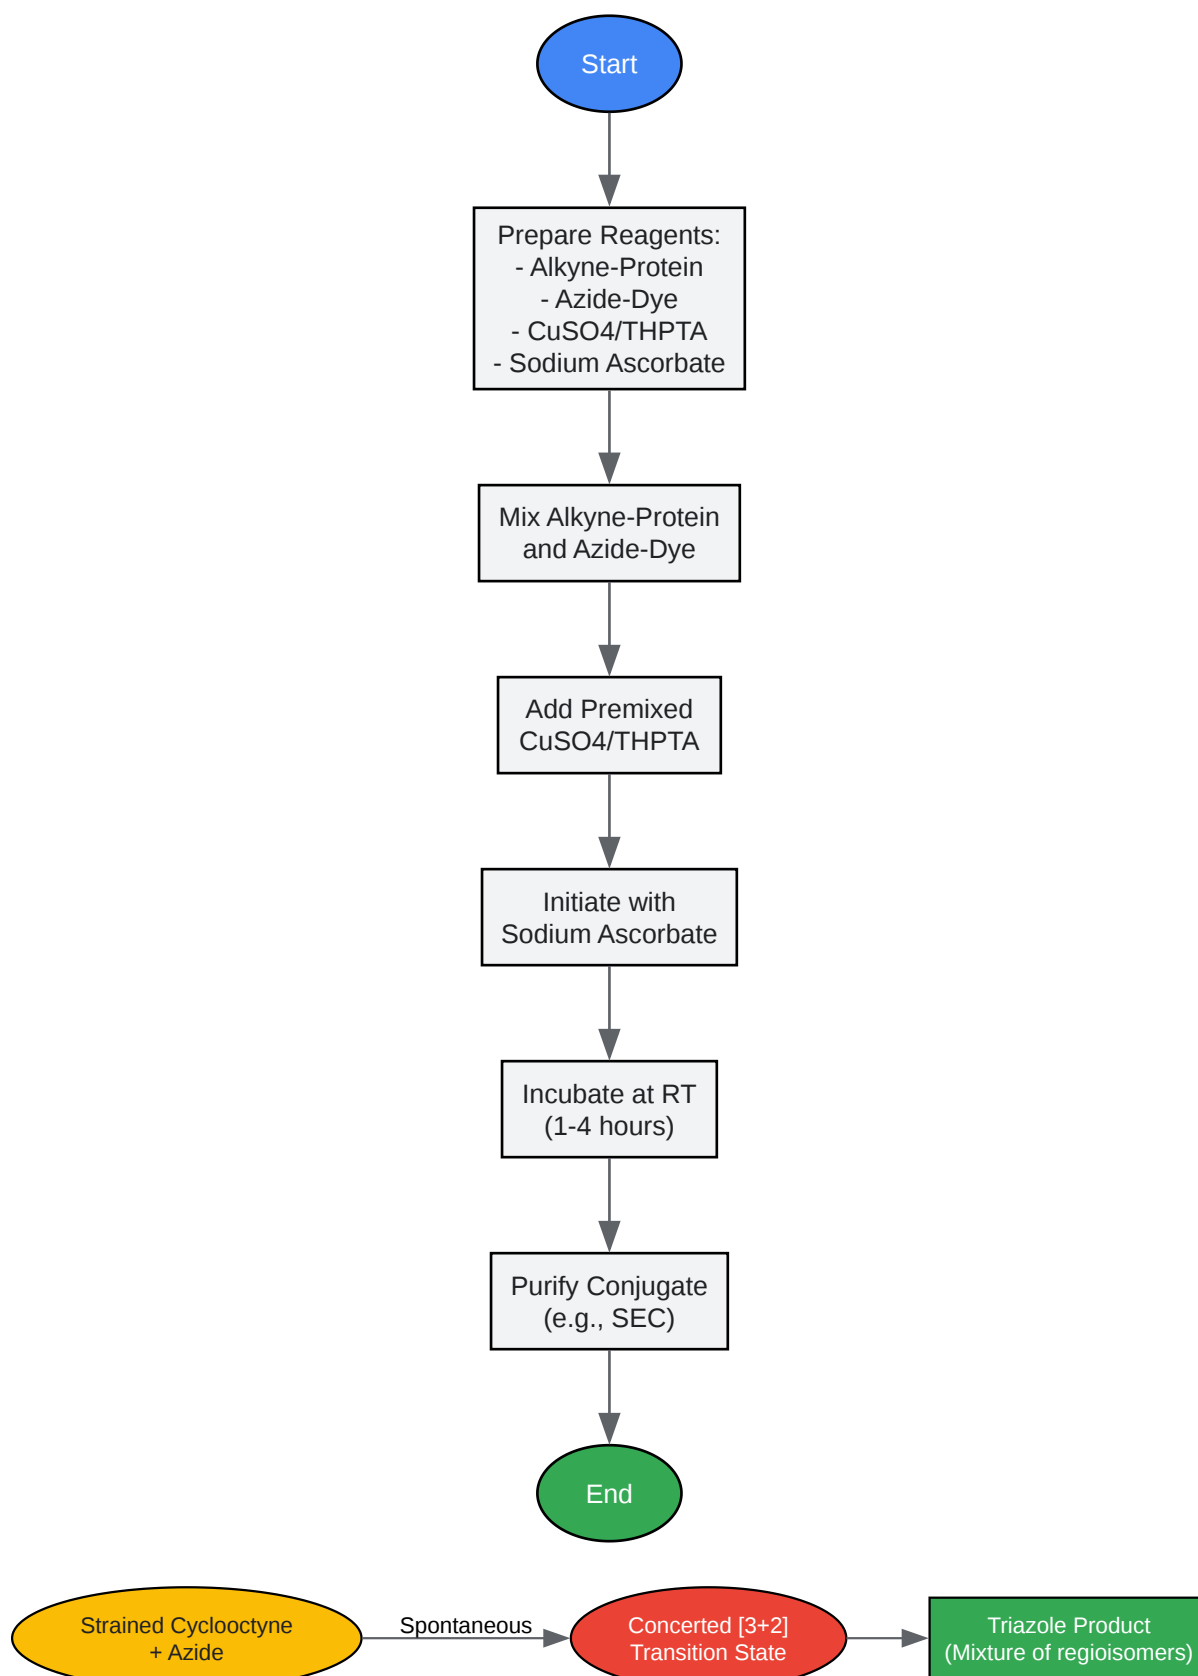 Start
Prepare Reagents:
- Alkyne-Protein
- Azide-Dye
- CuSO4/THPTA
- Sodium Ascorbate
Mix Alkyne-Protein
and Azide-Dye
Add Premixed
CuSO4/THPTA
Initiate with
Sodium Ascorbate
Incubate at RT
(1-4 hours)
Purify Conjugate
(e.g., SEC)
End
Strained Cyclooctyne
+ Azide
Spontaneous
Concerted [3+2]
Transition State
Triazole Product
(Mixture of regioisomers)